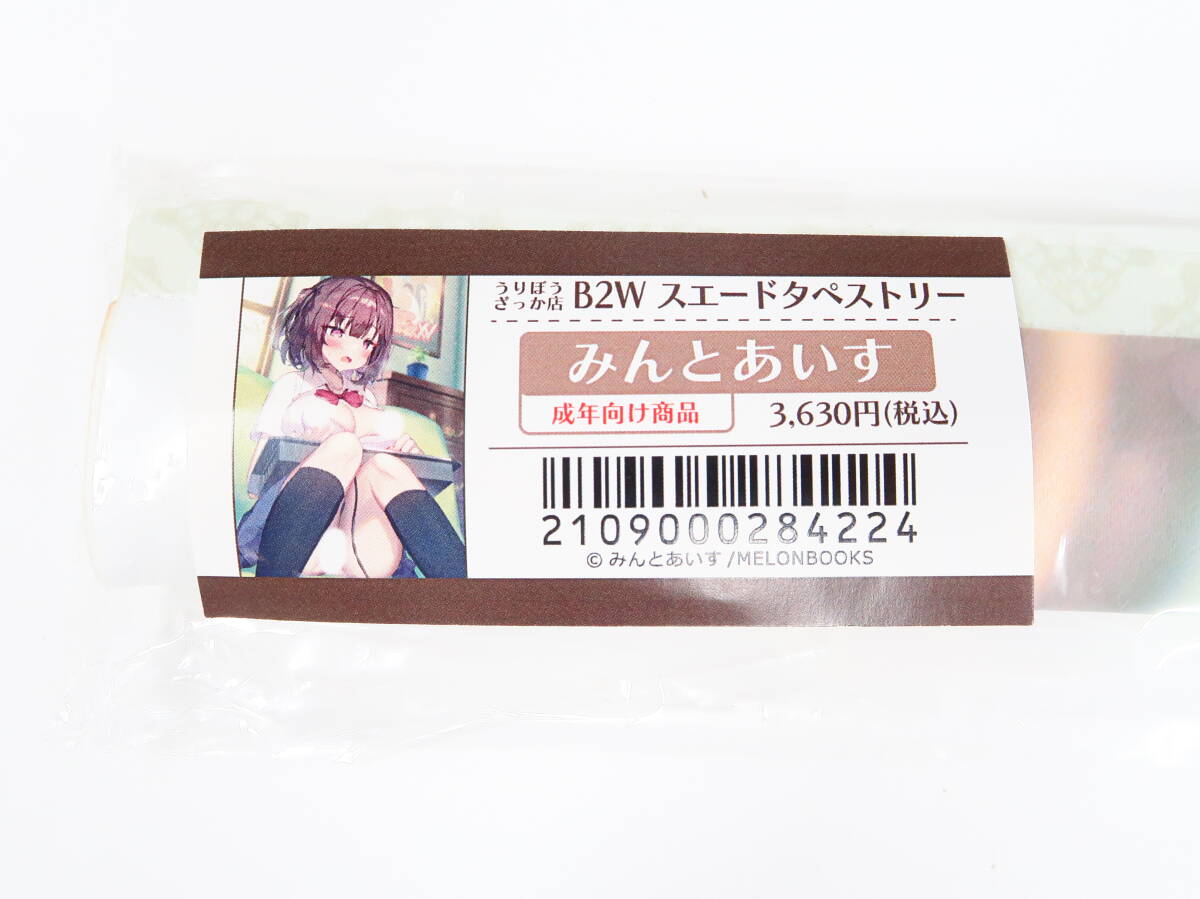 うりぼう
ざっか店
B2W スエードタペストリー
みんとあいす
成年向け商品
3,630円(税込)
2109000284224
© みんとあいす/MELONBOOKS